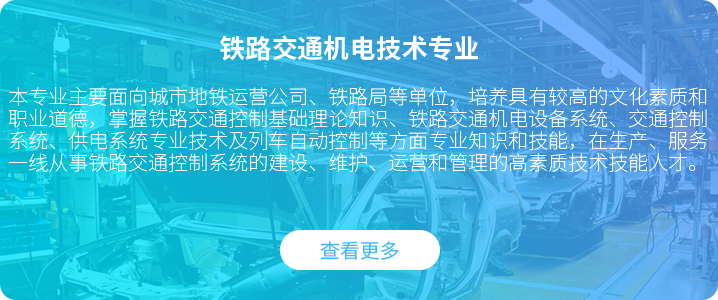 铁路交通机电技术专业
本专业主要面向城市地铁运营公司、铁路局等单位，培养具有较高的文化素质和
职业道德，掌握铁路交通控制基础理论知识、铁路交通机电设备系统、交通控制
系统、供电系统专业技术及列车自动控制等方面专业知识和技能，在生产、服务
一线从事铁路交通控制系统的建设、维护、运营和管理的高素质技术技能人才。
查看更多